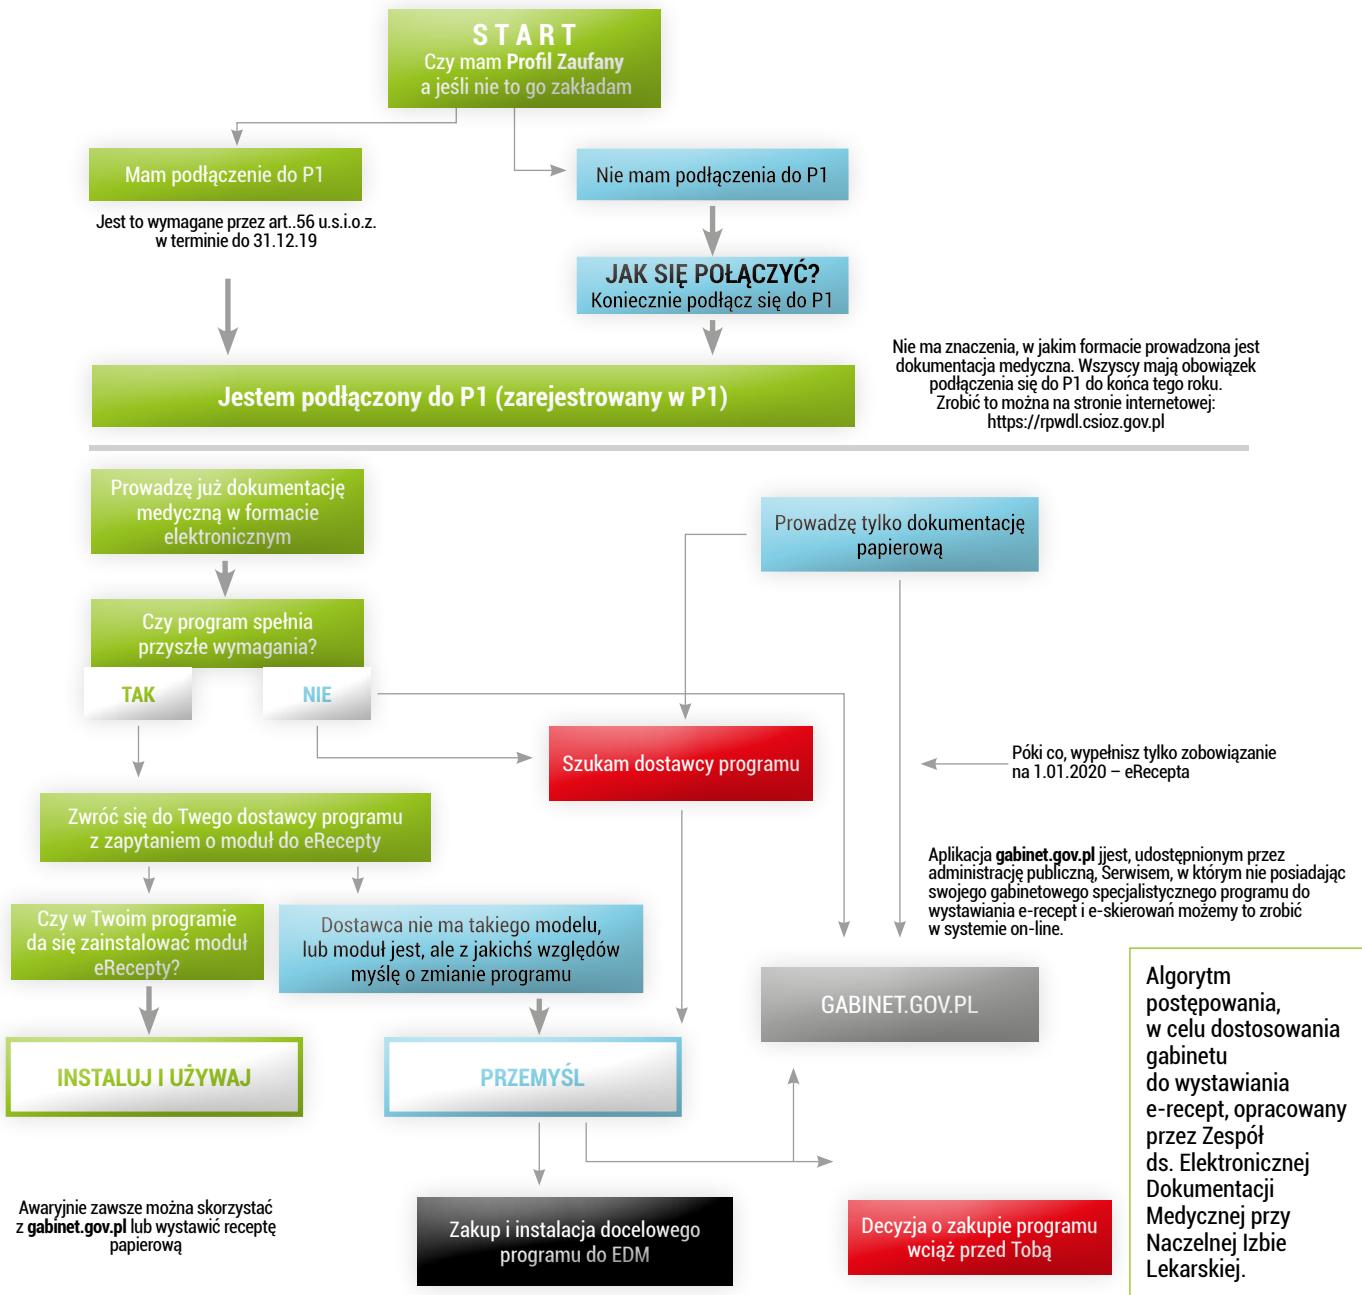 START
Czy mam Profil Zaufany
a jeśli nie to go zakładam
Mam podłączenie do P1
Nie mam podłączenia do P1
Jest to wymagane przez art..56 u.s.i.o.z.
w terminie do 31.12.19
JAK SIĘ POŁĄCZYĆ?
Koniecznie podłącz się do P1
Jestem podłączony do P1 (zarejestrowany w P1)
Nie ma znaczenia, w jakim formacie prowadzona jest
dokumentacja medyczna. Wszyscy mają obowiązek
podłączenia się do P1 do końca tego roku.
Zrobić to można na stronie internetowej:
https://rpwdl.csioz.gov.pl
Prowadzę już dokumentację
medyczną w formacie
elektronicznym
Prowadzę tylko dokumentację
papierową
Czy program spełnia
przyszłe wymagania?
TAK
NIE
Szukam dostawcy programu
Póki co, wypełnisz tylko zobowiązanie
na 1.01.2020 – eRecepta
Zwróć się do Twego dostawcy programu
z zapytaniem o moduł do eRecepty
Aplikacja gabinet.gov.pl jjest, udostępnionym przez
administrację publiczną, Serwisem, w którym nie posiadając
swojego gabinetowego specjalistycznego programu do
wystawiania e-recept i e-skierowań możemy to zrobić
w systemie on-line.
Czy w Twoim programie
da się zainstalować moduł
eRecepty?
Dostawca nie ma takiego modelu,
lub moduł jest, ale z jakichś względów
myślę o zmianie programu
GABINET.GOV.PL
INSTALUJ I UŻYWAJ
PRZEMYŚL
Algorytm
postępowania,
w celu dostosowania
gabinetu
do wystawiania
e-recept, opracowany
przez Zespół
ds. Elektronicznej
Dokumentacji
Medycznej przy
Naczelnej Izbie
Lekarskiej.
Awaryjnie zawsze można skorzystać
z gabinet.gov.pl lub wystawić receptę
papierową
Zakup i instalacja docelowego
programu do EDM
Decyzja o zakupie programu
wciąż przed Tobą